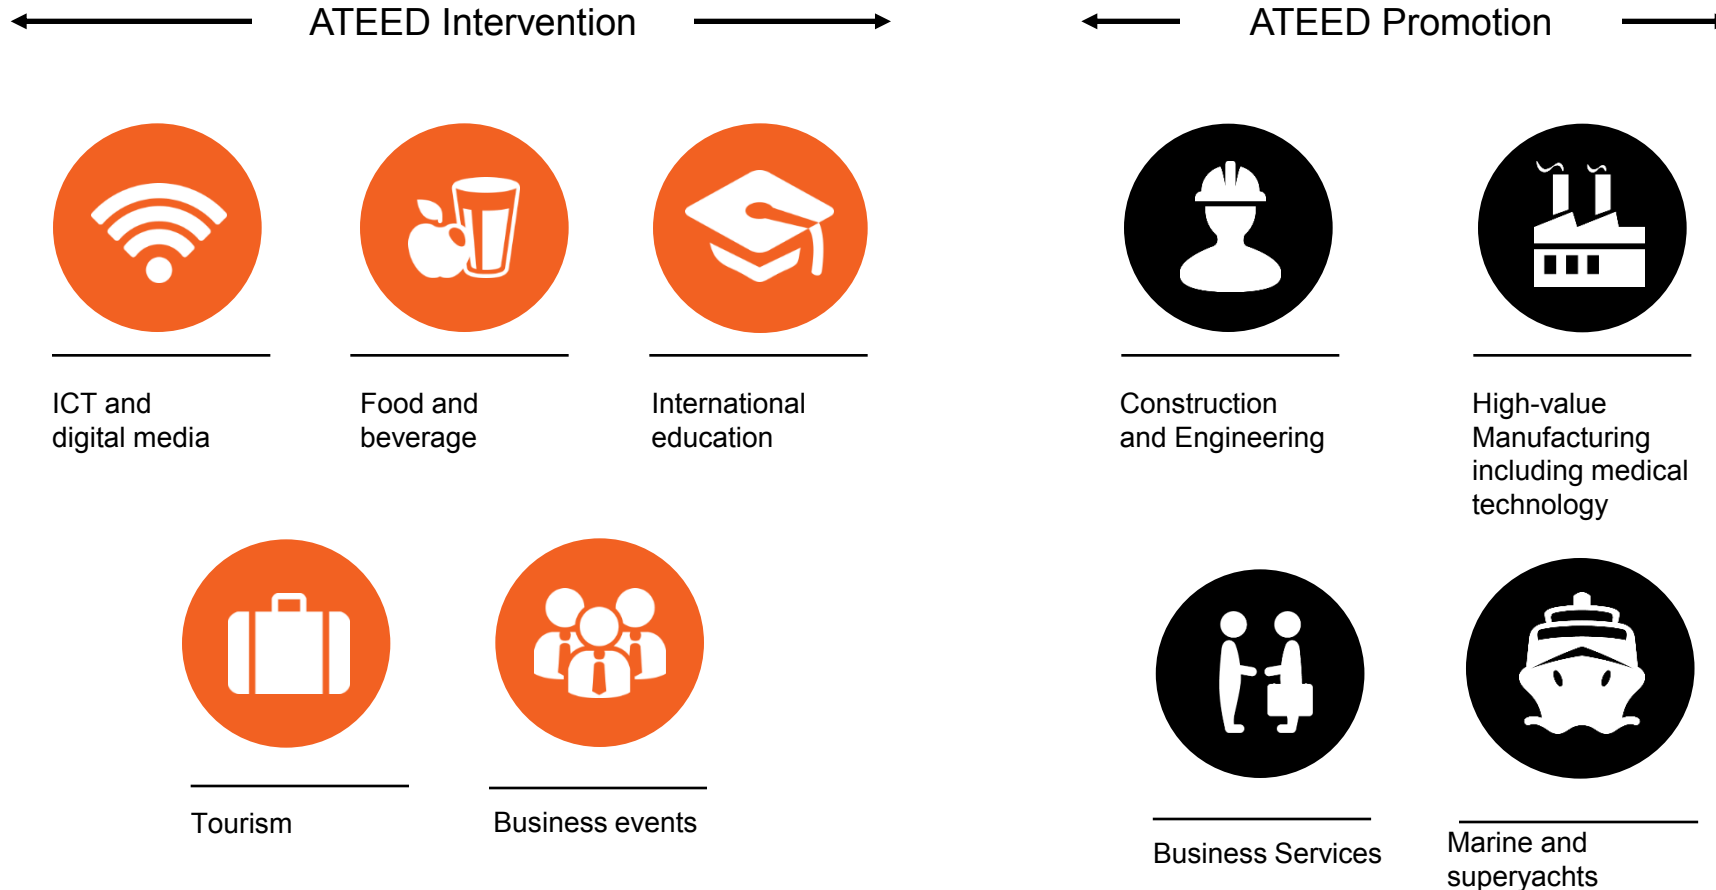 ATEED Intervention
ATEED Promotion
ICT and
digital media
Food and
beverage
International
education
Construction
and Engineering
High-value
Manufacturing
including medical
technology
Tourism
Business events
Business Services
Marine and
superyachts